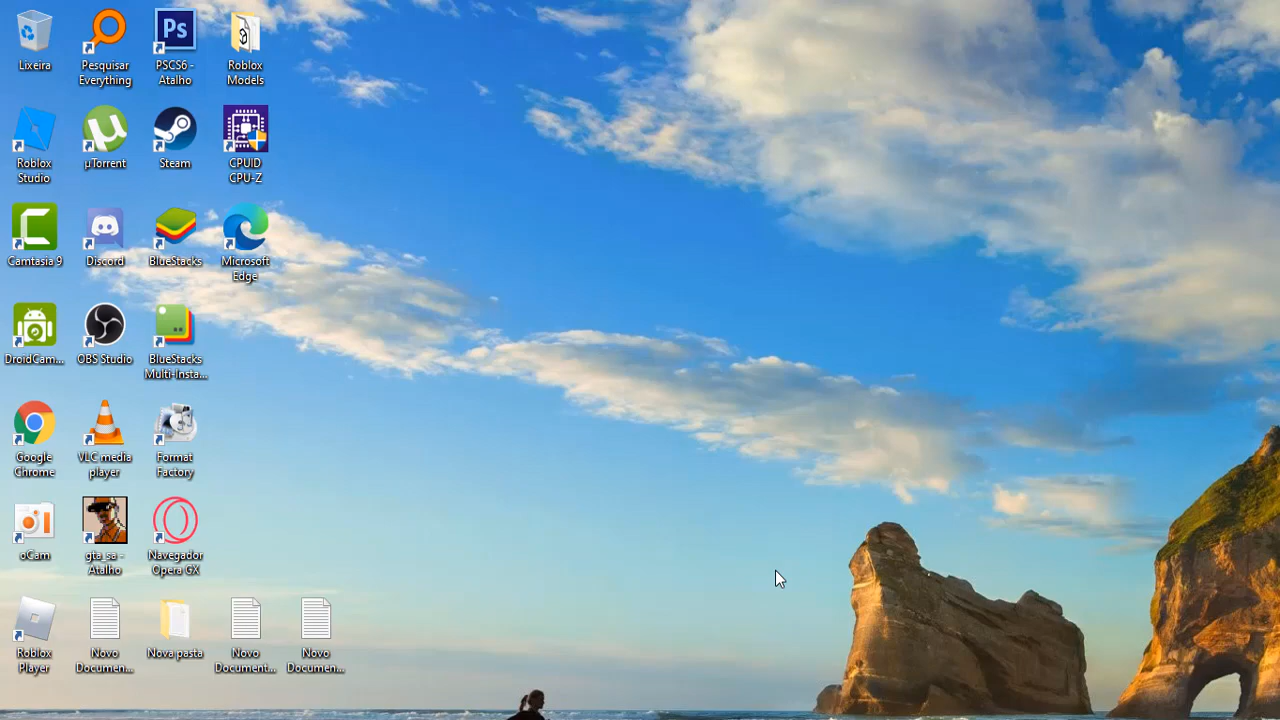 Lixeira
Pesquisar
Everything
Ps
PSCS6 -
Atalho
Roblox
Models
Roblox
Studio
µTorrent
Steam
CPUID
CPU-Z
Camtasia 9
Discord
BlueStacks
Microsoft
Edge
DroidCam...
OBS Studio
BlueStacks
Multi-Insta...
Google
Chrome
VLC media
player
Format
Factory
oCam
gta_sa -
Atalho
Navegador
Opera GX
Roblox
Player
Novo
Documen...
Nova pasta
Novo
Document...
Novo
Documen...